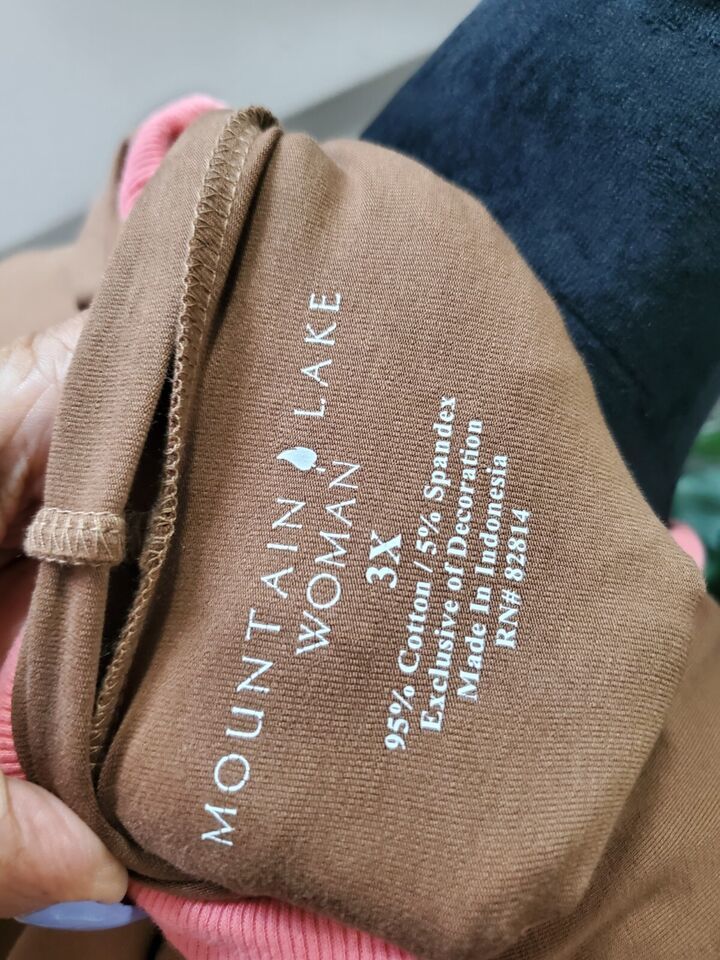 MOUNTAIN LAKE
WOMAN
3X
95% Cotton / 5% Spandex
Exclusive of Decoration
Made In Indonesia
RN# 82814